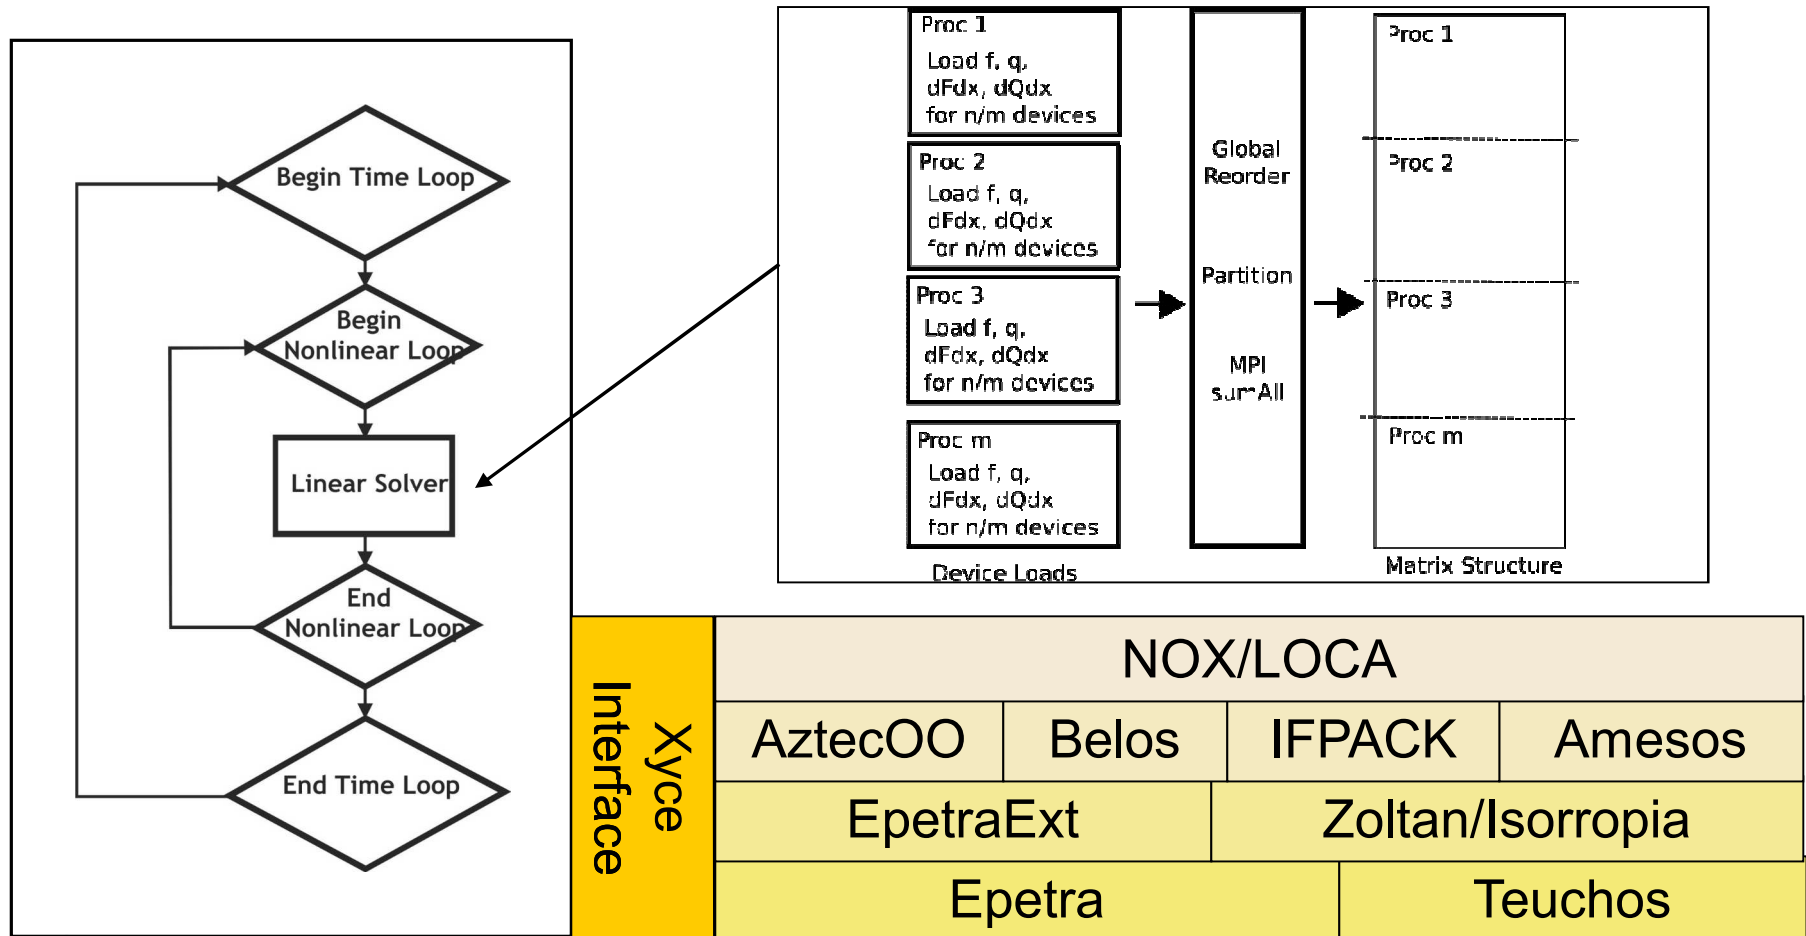 Begin Time Loop
Begin
Nonlinear Loop
Linear Solver
End
Nonlinear Loop
End Time Loop
Proc 1
Load f, q,
dFdx, dQdx
for n/m devices
Proc 2
Load f, q,
dFdx, dQdx
for n/m devices
Proc 3
Load f, q,
dFdx, dQdx
for n/m devices
Proc m
Load f, q,
dFdx, dQdx
for n/m devices
Device Loads
Global
Reorder
Partition
MPI
sumAll
Proc 1
Proc 2
Proc 3
Proc m
Matrix Structure
Xyce
Interface
NOX/LOCA
AztecOO
Belos
IFPACK
Amesos
EpetraExt
Zoltan/Isorropia
Epetra
Teuchos